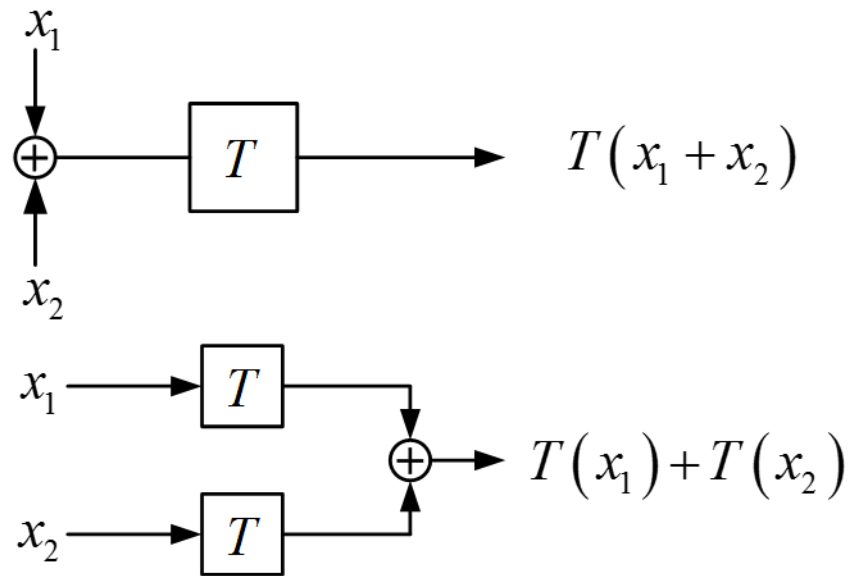 x₁
T
T(x₁ + x₂)
x₂
x₁
T
T(x₁) + T(x₂)
x₂
T